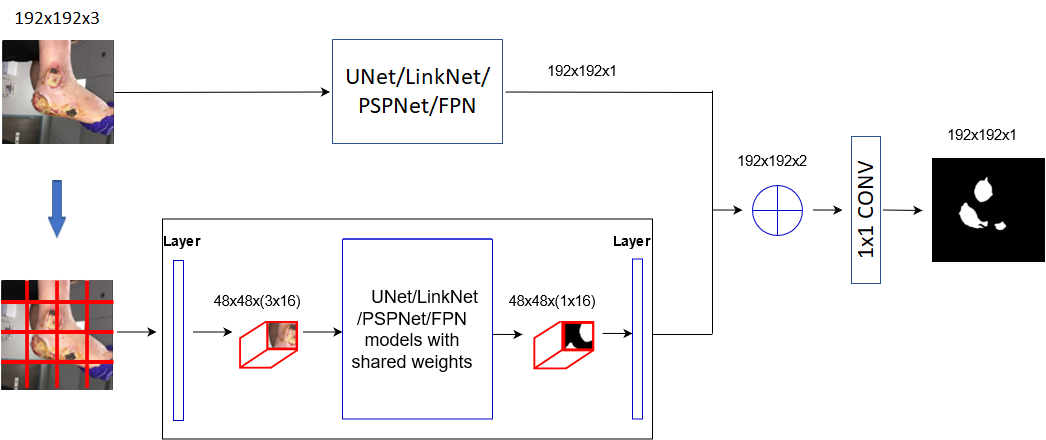 192x192x3
UNet/LinkNet/
PSPNet/FPN
192x192x1
192x192x2
1x1 CONV
192x192x1
Layer
48x48x(3x16)
UNet/LinkNet
/PSPNet/FPN
models with
shared weights
48x48x(1x16)
Layer